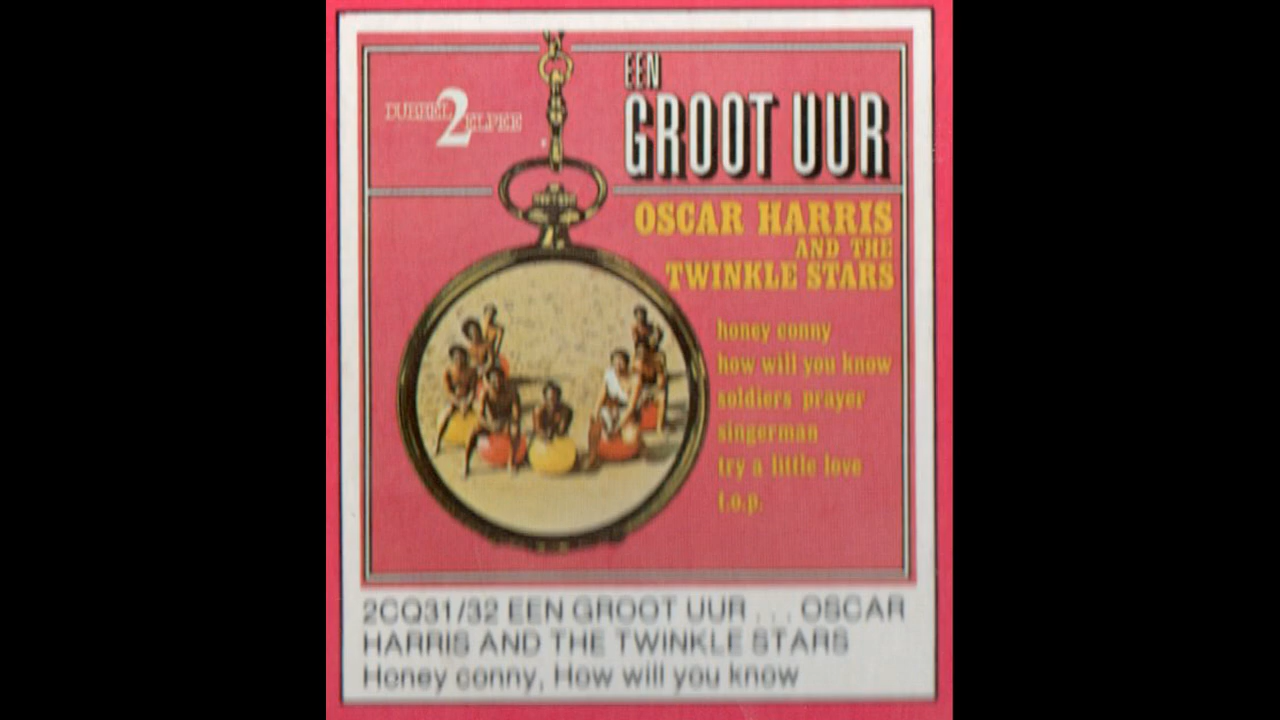 EEN
GROOT UUR
DUBBEL 2 ELPEE
OSCAR HARRIS
AND THE
TWINKLE STARS
honey conny
how will you know
soldiers prayer
singerman
try a little love
t.o.p.
2CQ31/32 EEN GROOT UUR . . . OSCAR
HARRIS AND THE TWINKLE STARS
Honey conny, How will you know